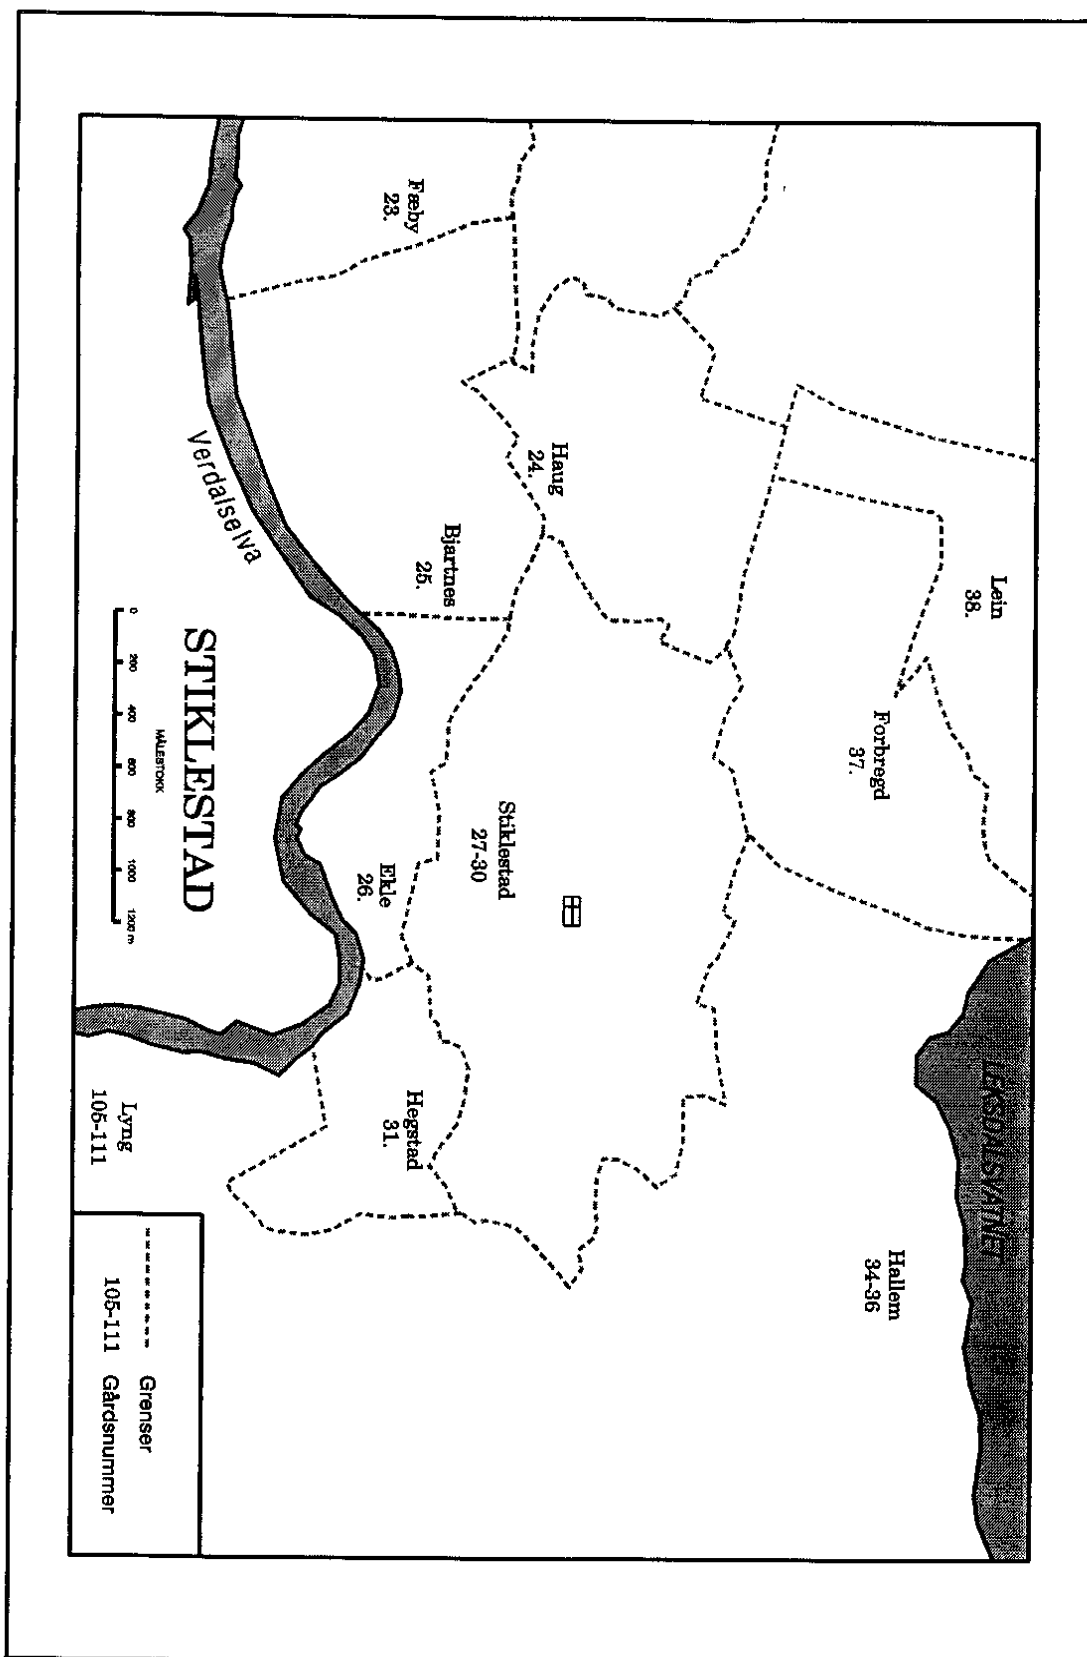 LEKSDALSVATNET
Lein
38.
Forbregd
37.
Hallem
34-36
Haug
24.
Fæby
23.
Bjartnes
25.
Stiklestad
27-30
Ekle
26.
Hegstad
31.
Verdalselva
STIKLESTAD
MÅLESTOKK
0 200 400 600 800 1000 1200 m
Lyng
105-111
Grenser
105-111 Gårdsnummer